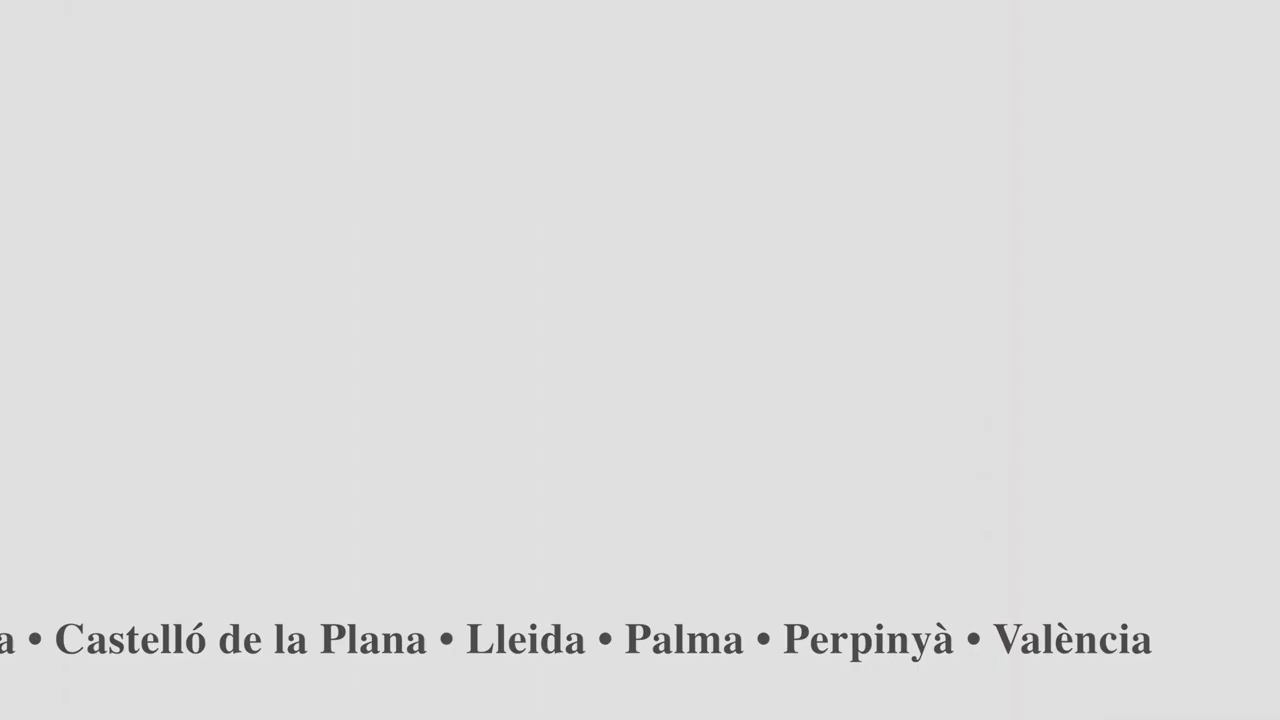 a • Castelló de la Plana • Lleida • Palma • Perpinyà • València